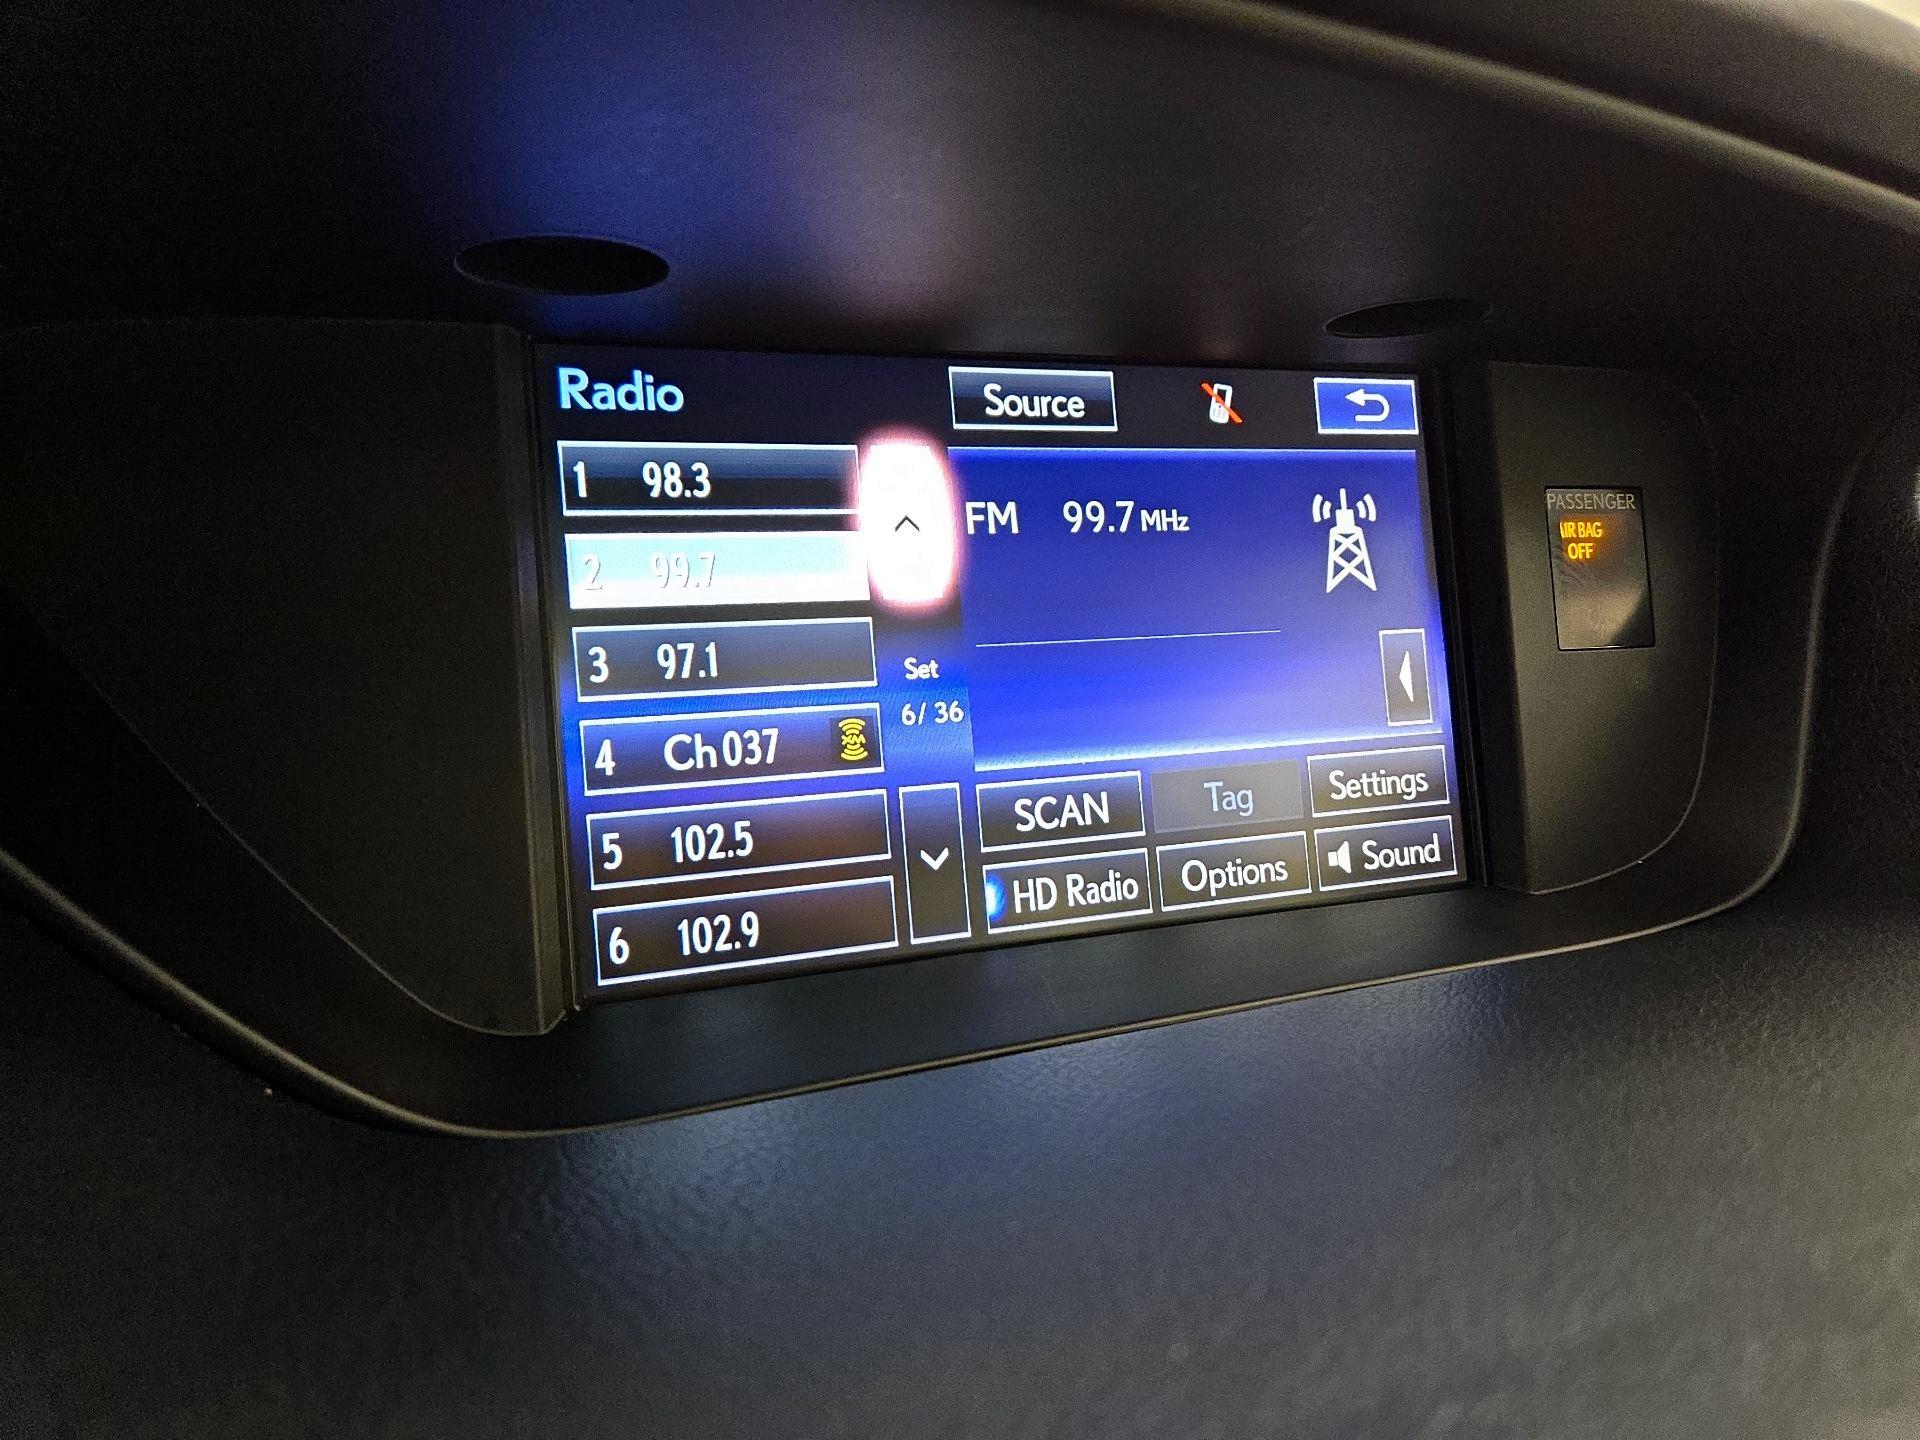 Radio
Source
1 98.3
2 99.7
3 97.1
4 Ch 037 XM
5 102.5
6 102.9
Set
6/ 36
FM 99.7 MHz
SCAN
Tag
Settings
HD Radio
Options
Sound
PASSENGER
AIR BAG
OFF